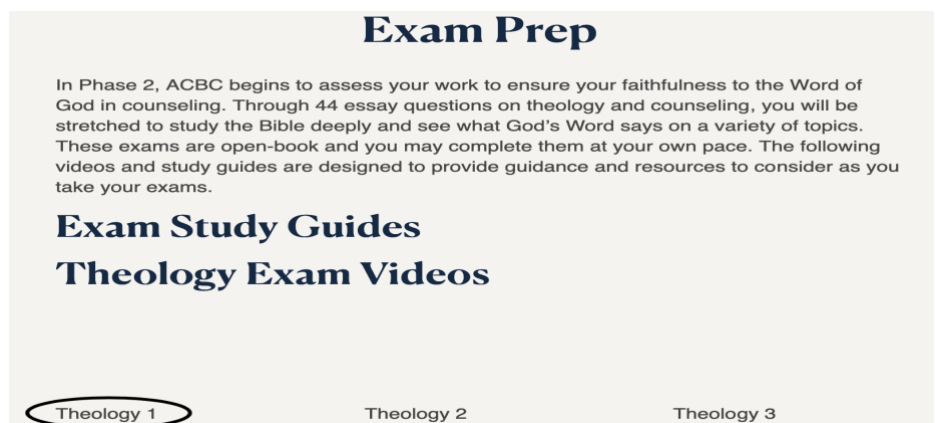 Exam Prep
In Phase 2, ACBC begins to assess your work to ensure your faithfulness to the Word of
God in counseling. Through 44 essay questions on theology and counseling, you will be
stretched to study the Bible deeply and see what God's Word says on a variety of topics.
These exams are open-book and you may complete them at your own pace. The following
videos and study guides are designed to provide guidance and resources to consider as you
take your exams.
Exam Study Guides
Theology Exam Videos
Theology 1 Theology 2 Theology 3